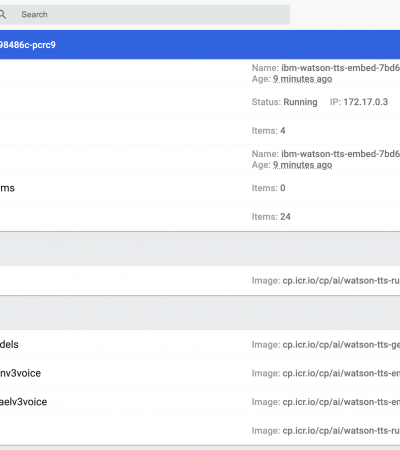 Search
98486c-pcrc9
Name: ibm-watson-tts-embed-7bd6
Age: 9 minutes ago
Status: Running IP: 172.17.0.3
Items: 4
Name: ibm-watson-tts-embed-7bd6
Age: 9 minutes ago
ms Items: 0
Items: 24
Image: cp.icr.io/cp/ai/watson-tts-ru
dels Image: cp.icr.io/cp/ai/watson-tts-ge
nv3voice Image: cp.icr.io/cp/ai/watson-tts-en
aelv3voice Image: cp.icr.io/cp/ai/watson-tts-en
Image: cp.icr.io/cp/ai/watson-tts-ru